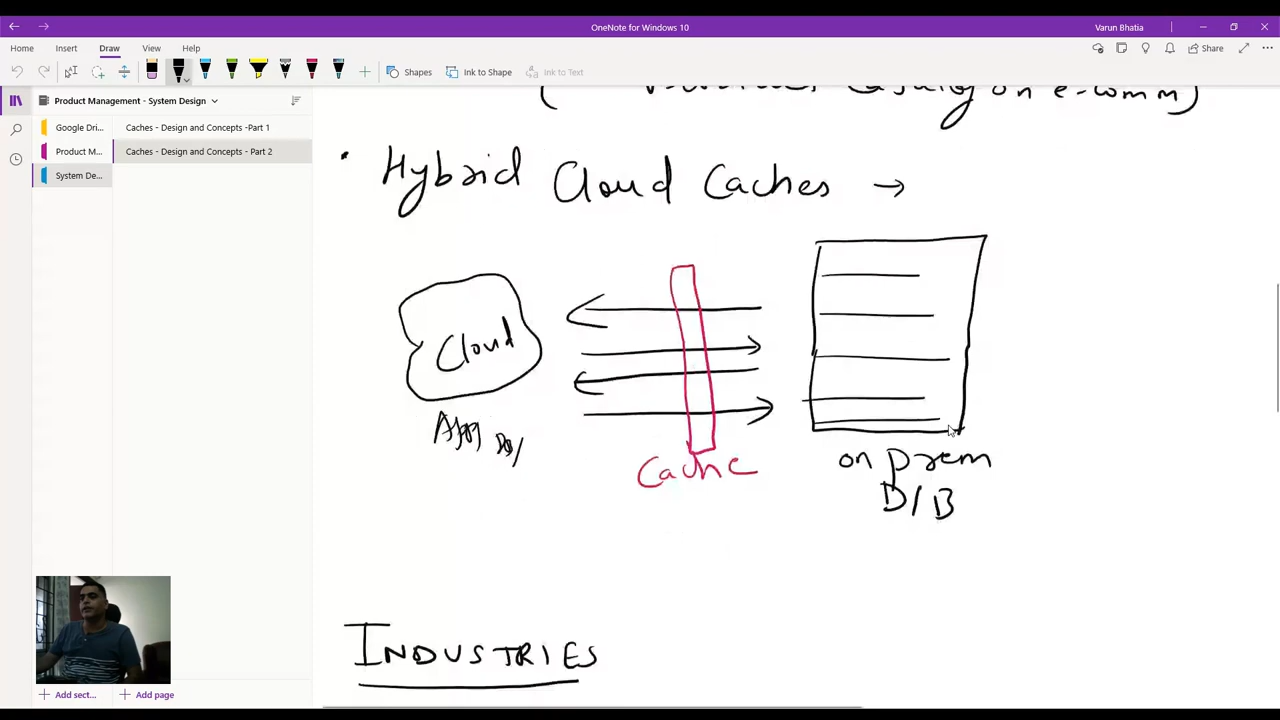 OneNote for Windows 10
Varun Bhatia
Home Insert Draw View Help
Share
Shapes Ink to Shape Ink to Text
Product Management - System Design
Google Dri...
Product M...
System De...
Caches - Design and Concepts -Part 1
Caches - Design and Concepts - Part 2
on e-comm)
Hybrid Cloud Caches →
Cloud
App
Cache
on prem
D/B
INDUSTRIES
+ Add sect...
+ Add page